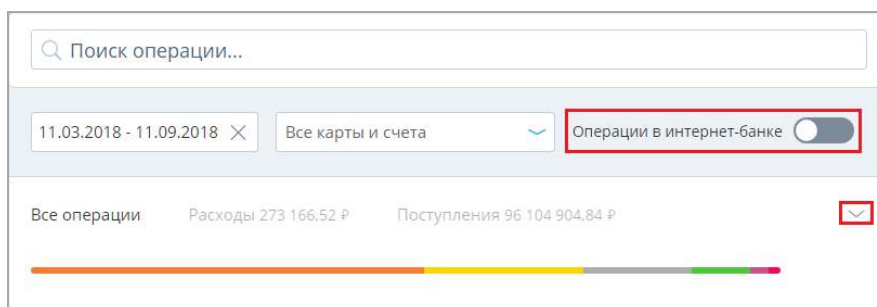 Поиск операции...
11.03.2018 - 11.09.2018 Все карты и счета Операции в интернет-банке
Все операции Расходы 273 166,52 ₽ Поступления 96 104 904,84 ₽